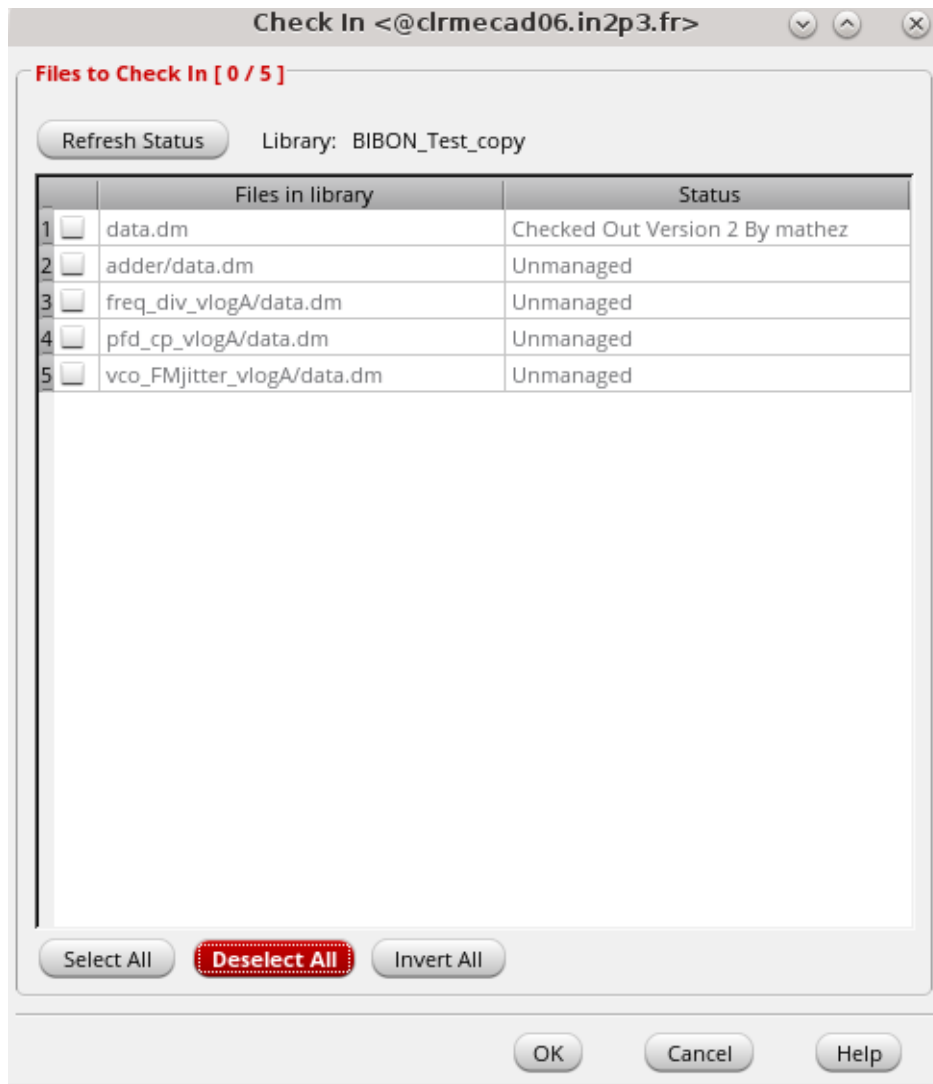 Check In <@clrmecad06.in2p3.fr>
Files to Check In [ 0 / 5 ]
Refresh Status Library: BIBON_Test_copy
Files in library Status
1 data.dm Checked Out Version 2 By mathez
2 adder/data.dm Unmanaged
3 freq_div_vlogA/data.dm Unmanaged
4 pfd_cp_vlogA/data.dm Unmanaged
5 vco_FMjitter_vlogA/data.dm Unmanaged
Select All Deselect All Invert All
OK Cancel Help